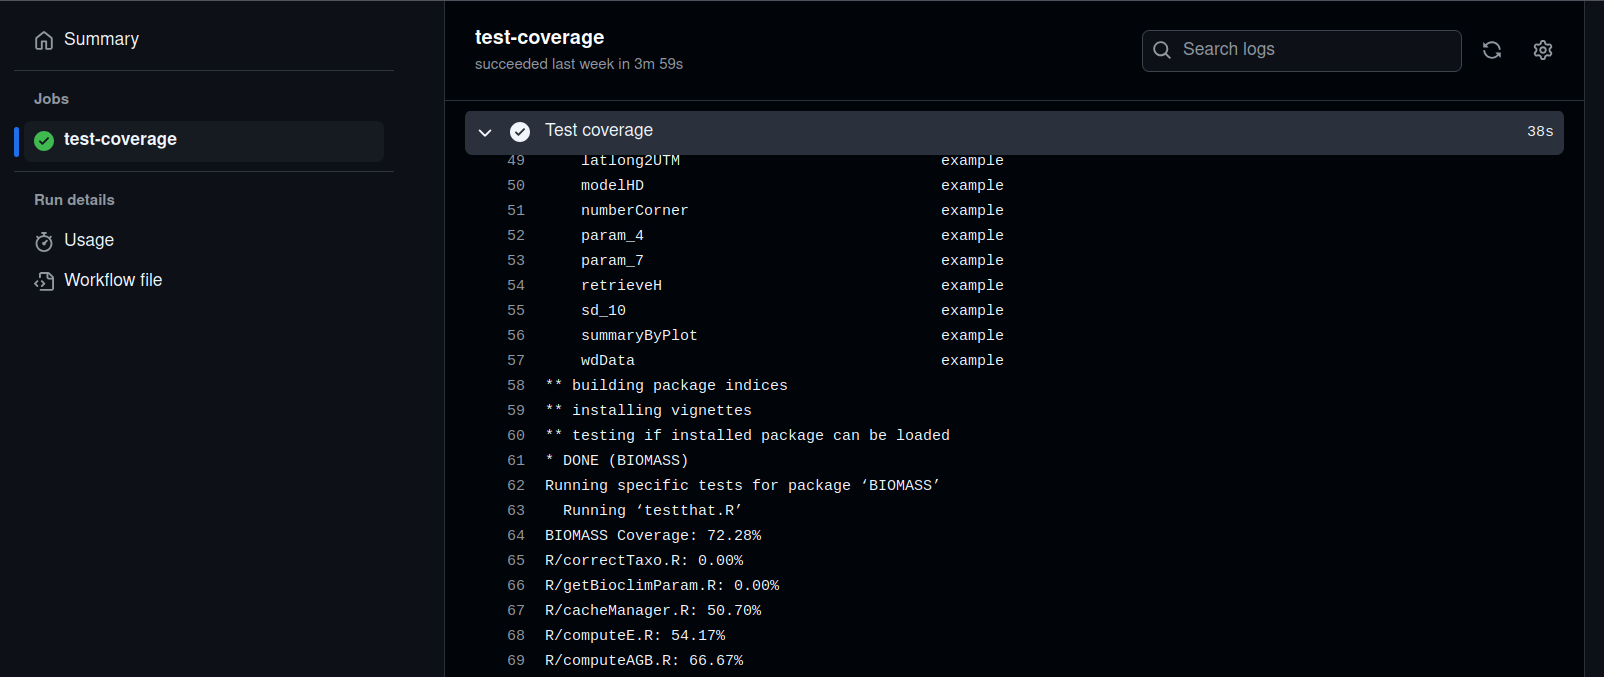 Summary
Jobs
test-coverage
Run details
Usage
Workflow file
test-coverage
succeeded last week in 3m 59s
Search logs
Test coverage 38s
49 latlong2UTM example
50 modelHD example
51 numberCorner example
52 param_4 example
53 param_7 example
54 retrieveH example
55 sd_10 example
56 summaryByPlot example
57 wdData example
58 ** building package indices
59 ** installing vignettes
60 ** testing if installed package can be loaded
61 * DONE (BIOMASS)
62 Running specific tests for package ‘BIOMASS’
63 Running ‘testthat.R’
64 BIOMASS Coverage: 72.28%
65 R/correctTaxo.R: 0.00%
66 R/getBioclimParam.R: 0.00%
67 R/cacheManager.R: 50.70%
68 R/computeE.R: 54.17%
69 R/computeAGB.R: 66.67%